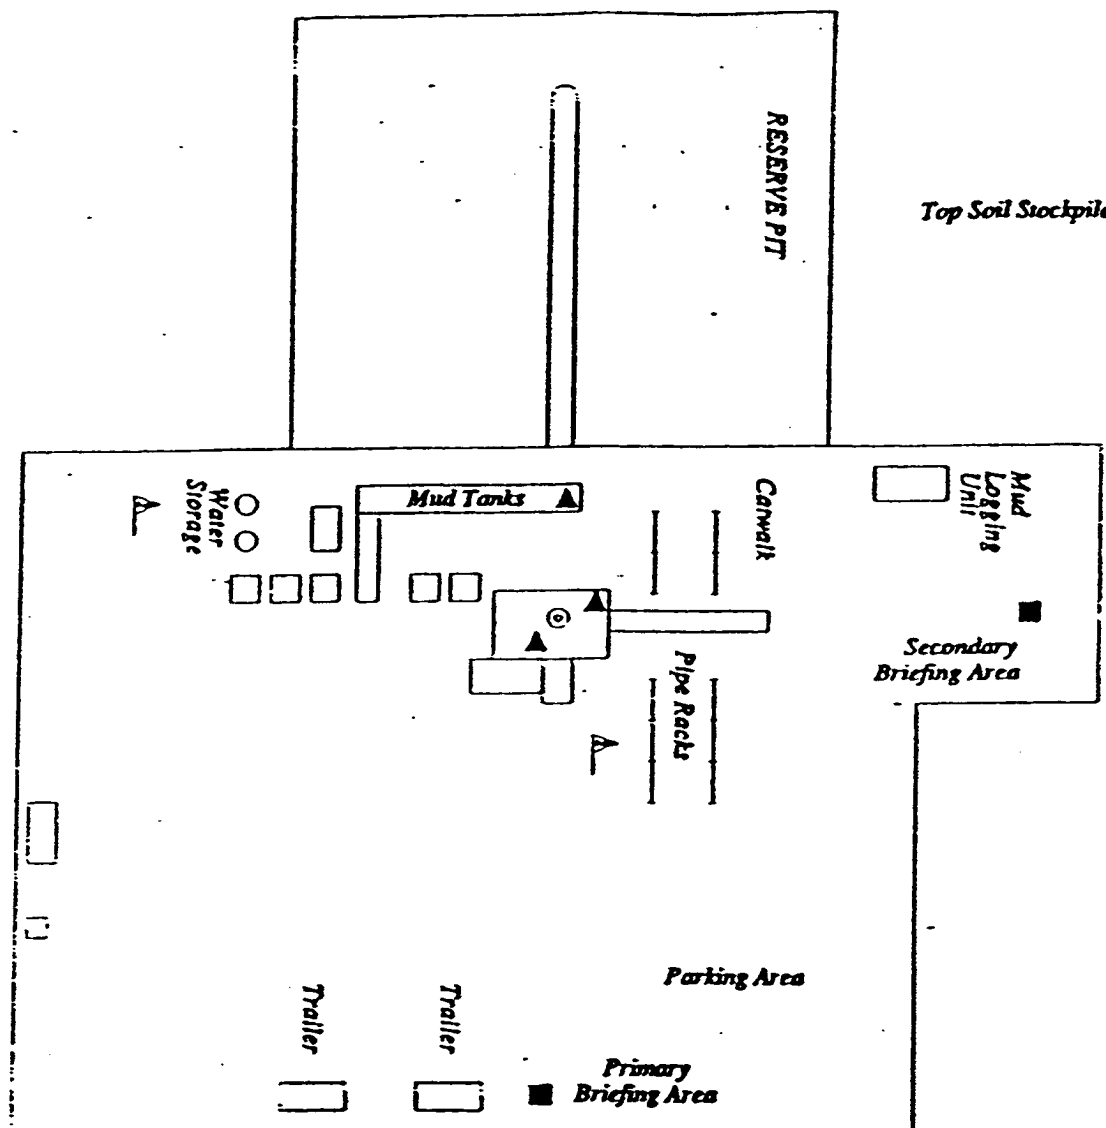 RESERVE PIT
Top Soil Stockpile
Water
Storage
Mud Tanks
Catwalk
Mud
Logging
Unit
Secondary
Briefing Area
Pipe Racks
Parking Area
Trailer
Trailer
Primary
Briefing Area